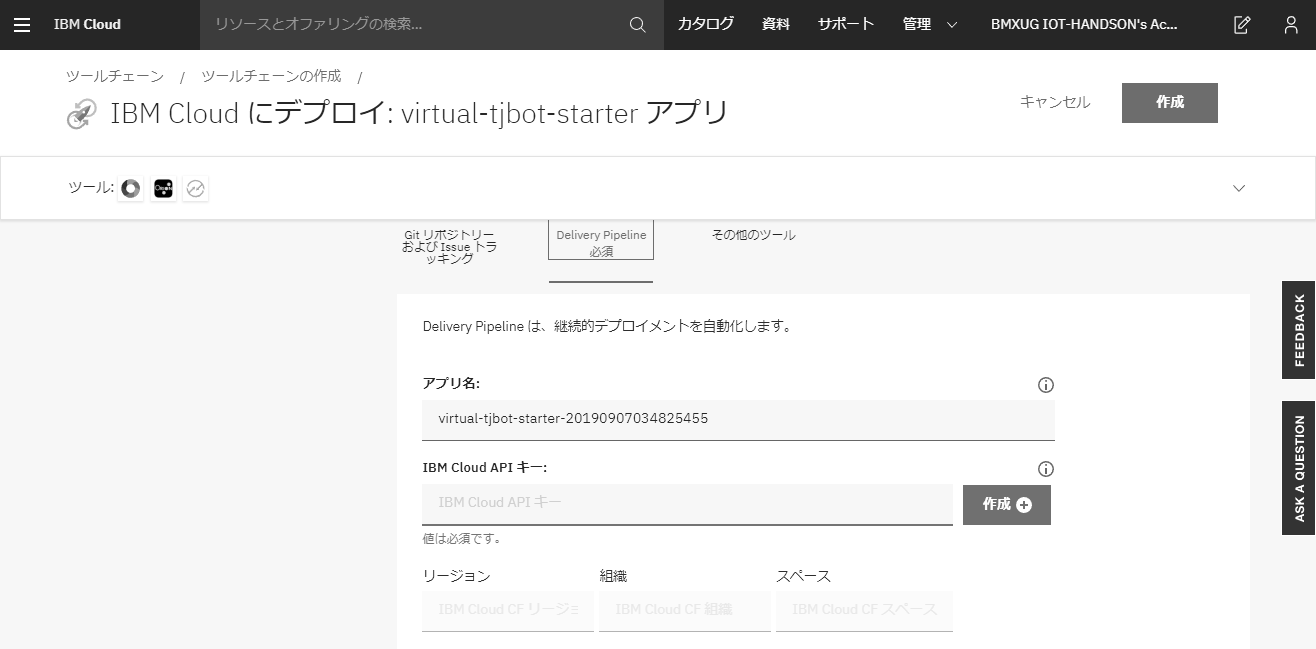 IBM Cloud
リソースとオファリングの検索...
カタログ
資料
サポート
管理
BMXUG IOT-HANDSON's Ac...
ツールチェーン / ツールチェーンの作成 /
IBM Cloud にデプロイ: virtual-tjbot-starter アプリ
キャンセル
作成
ツール:
Git リポジトリー
および Issue トラ
ッキング
Delivery Pipeline
必須
その他のツール
Delivery Pipeline は、継続的デプロイメントを自動化します。
アプリ名:
virtual-tjbot-starter-20190907034825455
IBM Cloud API キー:
IBM Cloud API キー
作成
値は必須です。
リージョン
組織
スペース
IBM Cloud CF リージョ
IBM Cloud CF 組織
IBM Cloud CF スペース
FEEDBACK
ASK A QUESTION